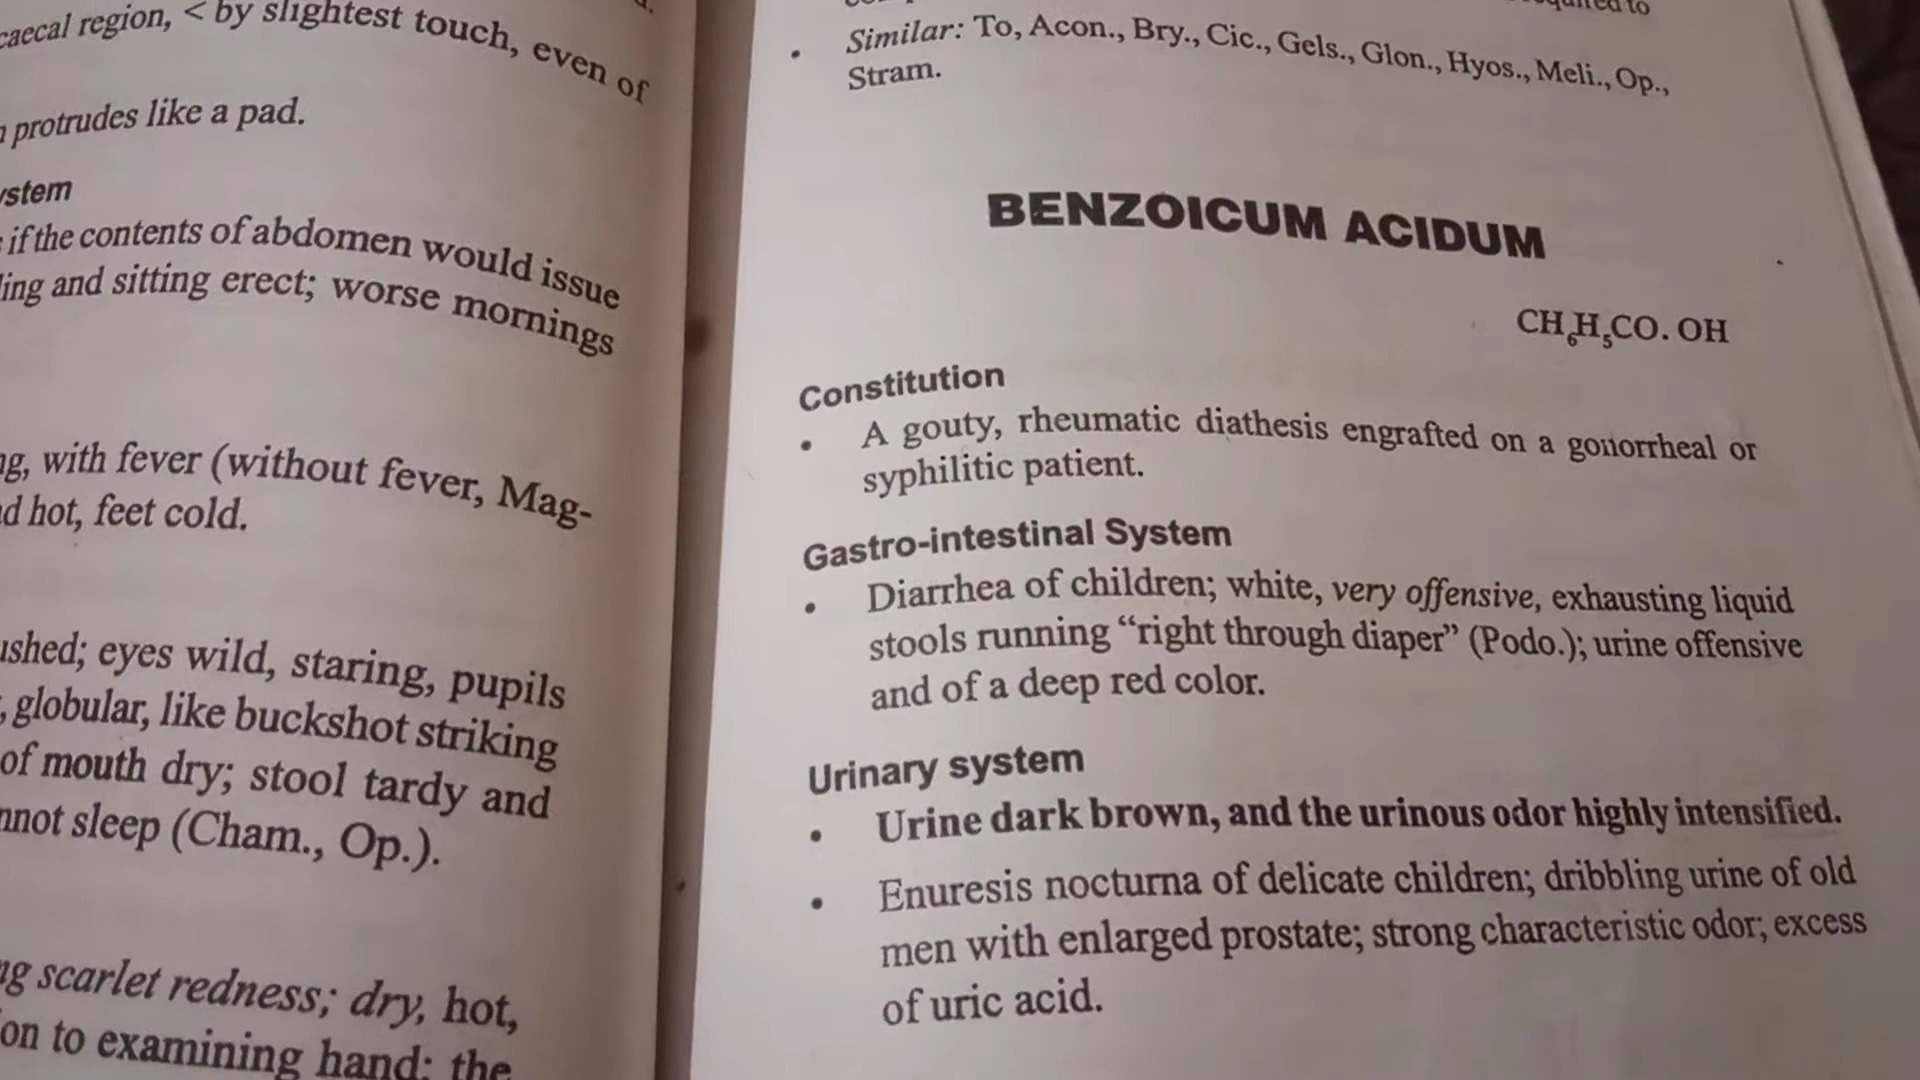 caecal region, < by slightest touch, even of
protrudes like a pad.
if the contents of abdomen would issue
and sitting erect; worse mornings
with fever (without fever, Mag-
hot, feet cold.
eyes wild, staring, pupils
globular, like buckshot striking
of mouth dry; stool tardy and
sleep (Cham., Op.).
scarlet redness; dry, hot,
to examining hand; the
• Similar: To, Acon., Bry., Cic., Gels., Glon., Hyos., Meli., Op.,
Stram.
BENZOICUM ACIDUM
CH₆H₅CO. OH
Constitution
• A gouty, rheumatic diathesis engrafted on a gonorrheal or
syphilitic patient.
Gastro-intestinal System
• Diarrhea of children; white, very offensive, exhausting liquid
stools running “right through diaper” (Podo.); urine offensive
and of a deep red color.
Urinary system
• Urine dark brown, and the urinous odor highly intensified.
• Enuresis nocturna of delicate children; dribbling urine of old
men with enlarged prostate; strong characteristic odor; excess
of uric acid.